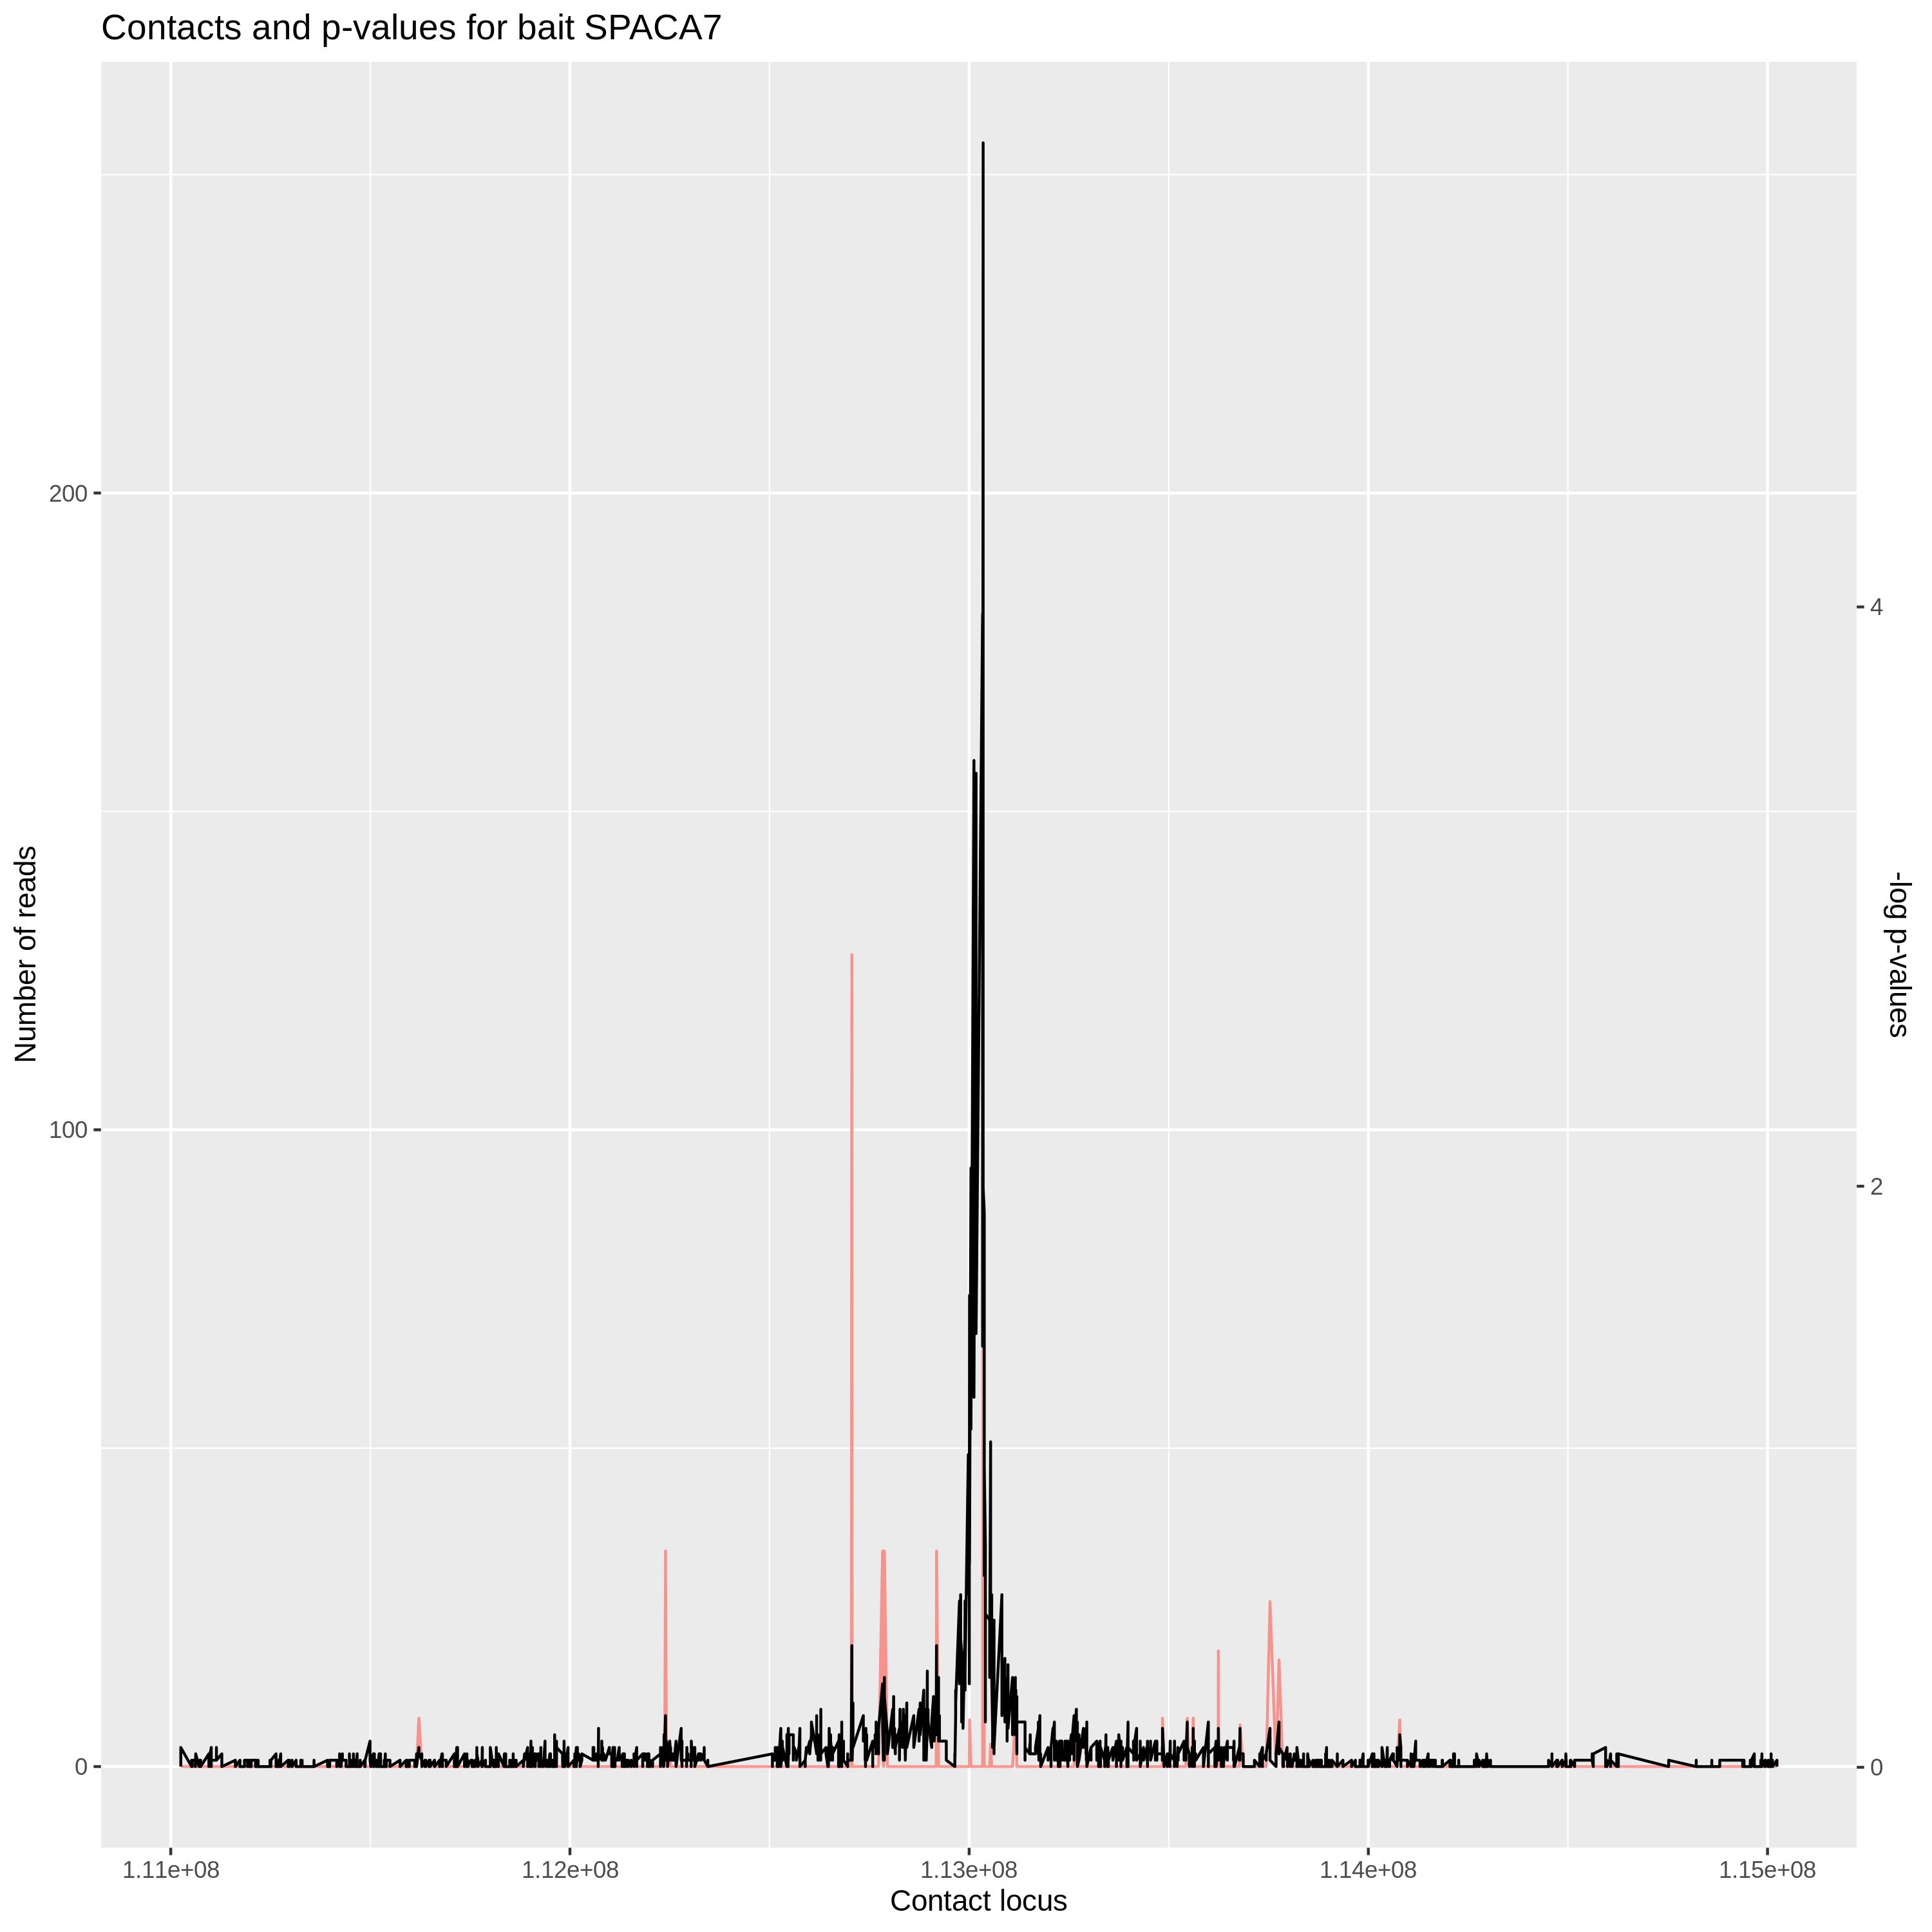 Contacts and p-values for bait SPACA7
Number of reads
200
100
0
4
2
0
-log p-values
1.11e+08 1.12e+08 1.13e+08 1.14e+08 1.15e+08
Contact locus